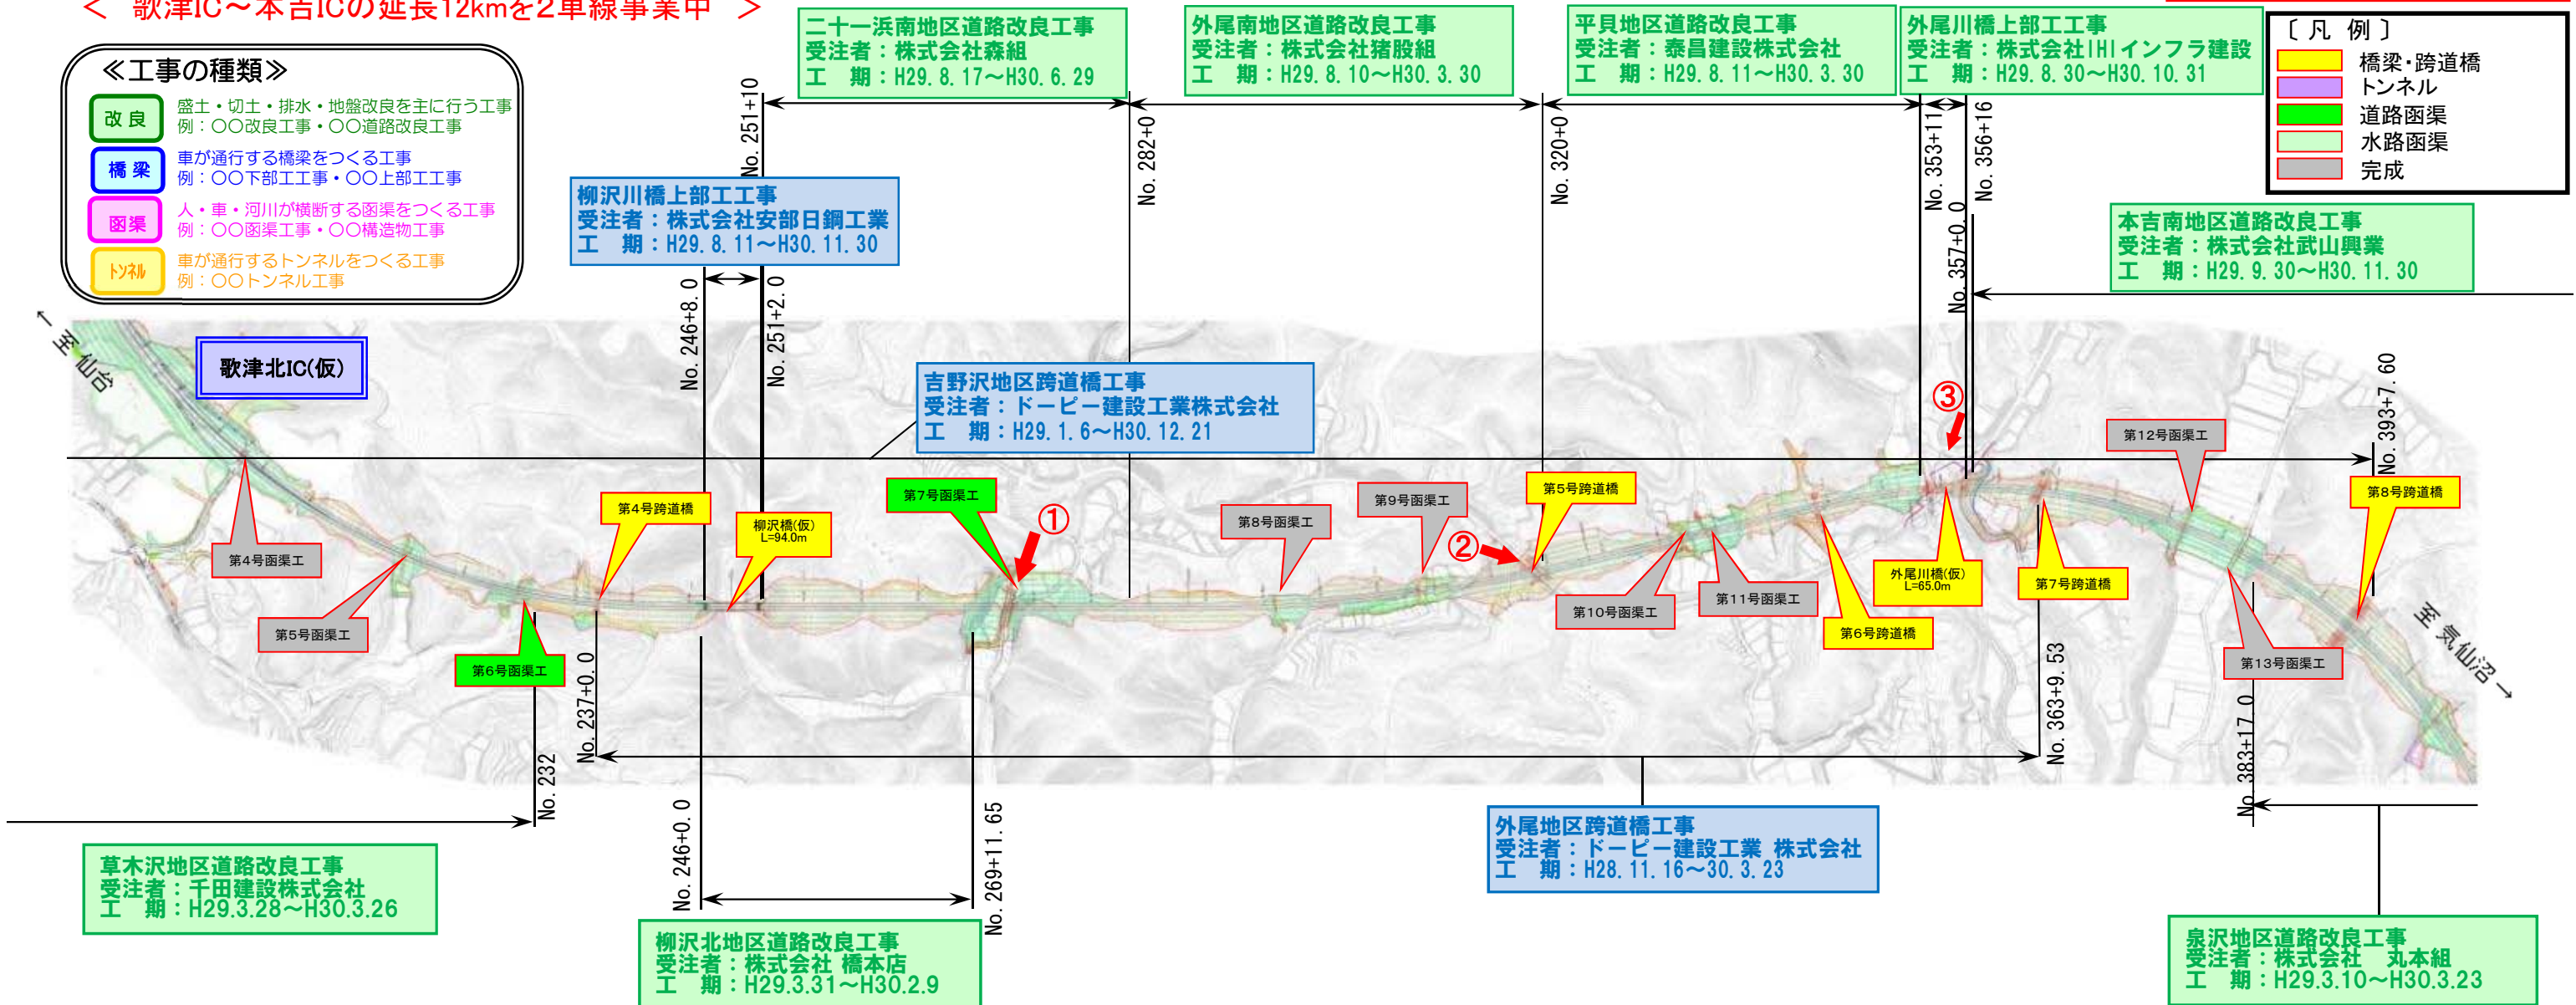 ＜ 歌津IC～本吉ICの延長12kmを2車線事業中 ＞
≪工事の種類≫
改良
盛土・切土・排水・地盤改良を主に行う工事
例：〇〇改良工事・〇〇道路改良工事
橋梁
車が通行する橋梁をつくる工事
例：〇〇下部工工事・〇〇上部工工事
函渠
人・車・河川が横断する函渠をつくる工事
例：〇〇函渠工事・〇〇構造物工事
トンネル
車が通行するトンネルをつくる工事
例：〇〇トンネル工事
二十一浜南地区道路改良工事
受注者：株式会社森組
工　期：H29.8.17～H30.6.29
外尾南地区道路改良工事
受注者：株式会社猪股組
工　期：H29.8.10～H30.3.30
平貝地区道路改良工事
受注者：泰昌建設株式会社
工　期：H29.8.11～H30.3.30
外尾川橋上部工工事
受注者：株式会社IHIインフラ建設
工　期：H29.8.30～H30.10.31
〔 凡 例 〕
橋梁・跨道橋
トンネル
道路函渠
水路函渠
完成
No.251+10
No.282+0
No.320+0
No.353+11
No.356+16
No.357+0.0
柳沢川橋上部工工事
受注者：株式会社安部日鋼工業
工　期：H29.8.11～H30.11.30
本吉南地区道路改良工事
受注者：株式会社武山興業
工　期：H29.9.30～H30.11.30
No.246+8.0
No.251+2.0
←至 仙台
歌津北IC(仮)
吉野沢地区跨道橋工事
受注者：ドーピー建設工業株式会社
工　期：H29.1.6～H30.12.21
No.393+7.60
第4号函渠工
第5号函渠工
第6号函渠工
第4号跨道橋
柳沢橋(仮)
L=94.0m
第7号函渠工
①
第8号函渠工
第9号函渠工
②
第5号跨道橋
第10号函渠工
第11号函渠工
第6号跨道橋
③
外尾川橋(仮)
L=65.0m
第7号跨道橋
第12号函渠工
第13号函渠工
第8号跨道橋
至 気仙沼→
No.232
No.237+0.0
No.246+0.0
No.269+11.65
No.363+9.53
No.383+17.0
草木沢地区道路改良工事
受注者：千田建設株式会社
工　期：H29.3.28～H30.3.26
柳沢北地区道路改良工事
受注者：株式会社 橋本店
工　期：H29.3.31～H30.2.9
外尾地区跨道橋工事
受注者：ドーピー建設工業 株式会社
工　期：H28.11.16～30.3.23
泉沢地区道路改良工事
受注者：株式会社　丸本組
工　期：H29.3.10～H30.3.23